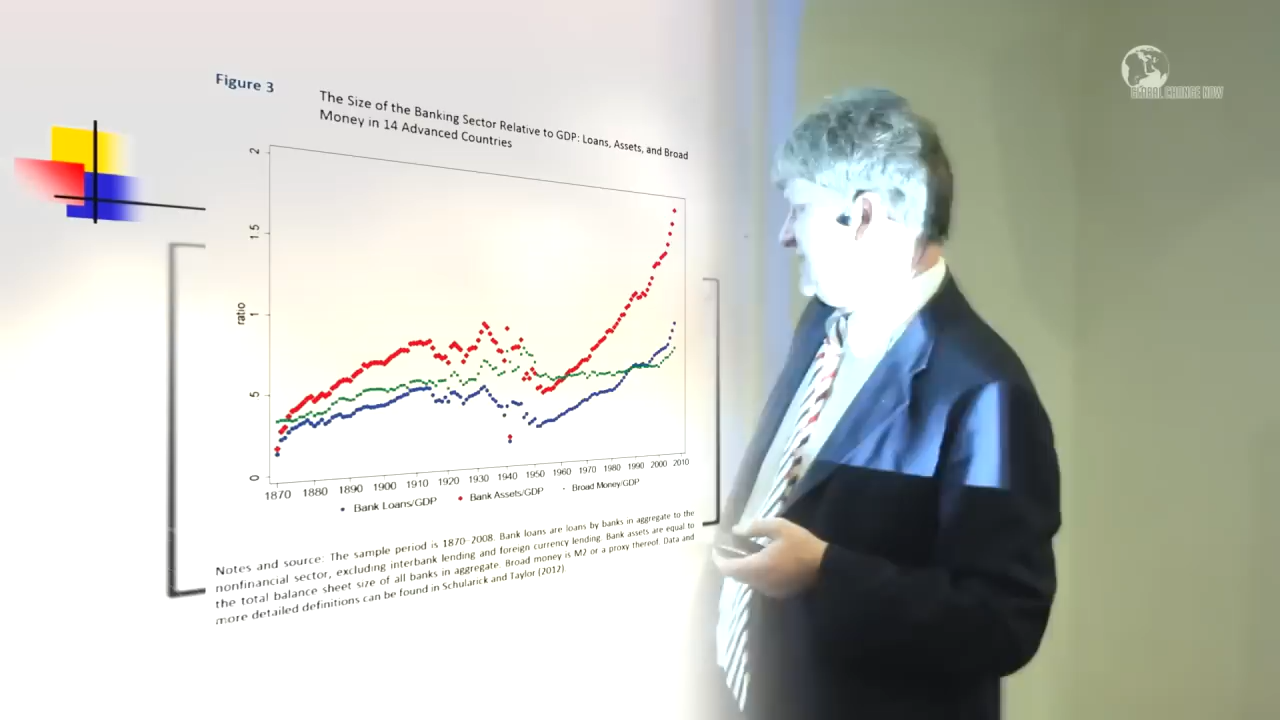 GLOBAL CHANGE NOW
Figure 3
The Size of the Banking Sector Relative to GDP: Loans, Assets, and Broad
Money in 14 Advanced Countries
2
1.5
1
.5
0
ratio
1870 1880 1890 1900 1910 1920 1930 1940 1950 1960 1970 1980 1990 2000 2010
Bank Loans/GDP Bank Assets/GDP Broad Money/GDP
Notes and source: The sample period is 1870–2008. Bank loans are loans by banks in aggregate to the
nonfinancial sector, excluding interbank lending and foreign currency lending. Bank assets are equal to
the total balance sheet size of all banks in aggregate. Broad money is M2 or a proxy thereof. Data and
more detailed definitions can be found in Schularick and Taylor (2012)